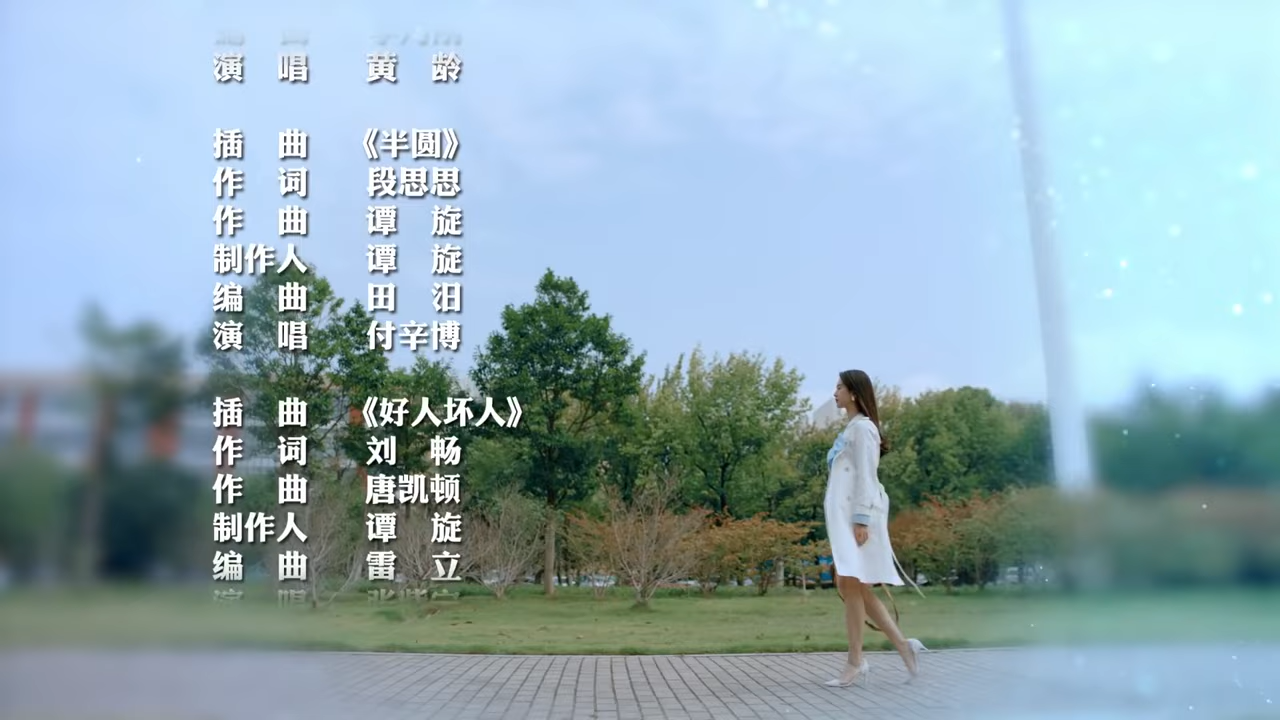 演 唱 黄 龄
插 曲 《半圆》
作 词 段思思
作 曲 谭 旋
制作人 谭 旋
编 曲 田 汨
演 唱 付辛博
插 曲 《好人坏人》
作 词 刘 畅
作 曲 唐凯顿
制作人 谭 旋
编 曲 雷 立